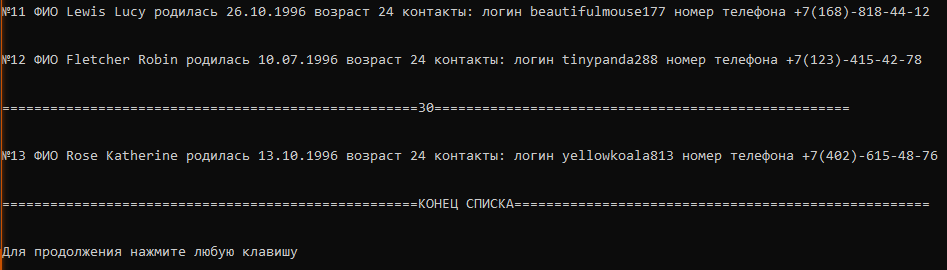 №11 ФИО Lewis Lucy родилась 26.10.1996 возраст 24 контакты: логин beautifulmouse177 номер телефона +7(168)-818-44-12
№12 ФИО Fletcher Robin родилась 10.07.1996 возраст 24 контакты: логин tinypanda288 номер телефона +7(123)-415-42-78
====================================================30====================================================
№13 ФИО Rose Katherine родилась 13.10.1996 возраст 24 контакты: логин yellowkoala813 номер телефона +7(402)-615-48-76
====================================================КОНЕЦ СПИСКА====================================================
Для продолжения нажмите любую клавишу